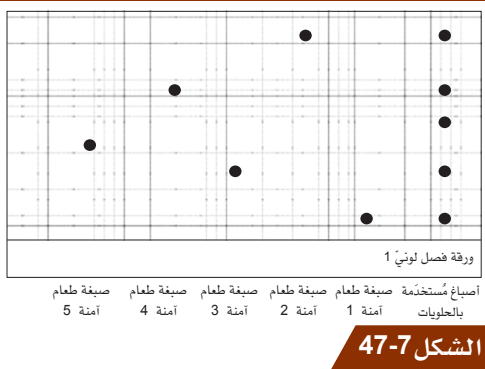 ورقة فصل لونيّ 1
أصباغ مُستخدَمة صبغة طعام صبغة طعام صبغة طعام صبغة طعام صبغة طعام
بالحلويات آمنة 1 آمنة 2 آمنة 3 آمنة 4 آمنة 5
الشكل 7-47